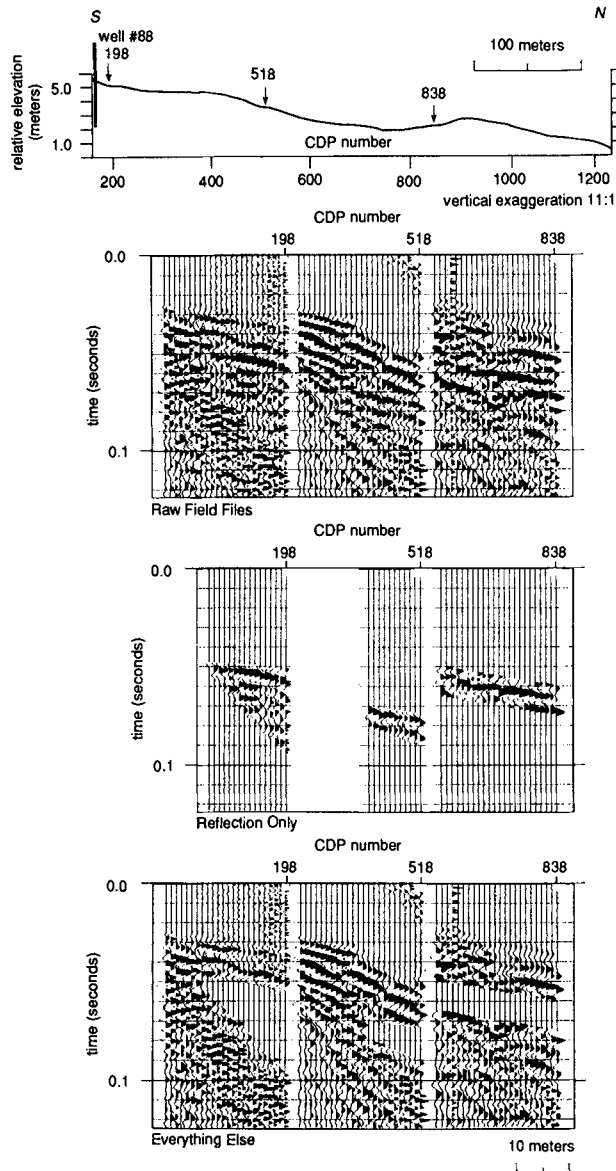 S
N
well #88
198
518
838
100 meters
relative elevation
(meters)
5.0
1.0
CDP number
200
400
600
800
1000
1200
vertical exaggeration 11:1
CDP number
198
518
838
0.0
time (seconds)
0.1
Raw Field Files
CDP number
198
518
838
0.0
time (seconds)
0.1
Reflection Only
CDP number
198
518
838
0.0
time (seconds)
0.1
Everything Else
10 meters